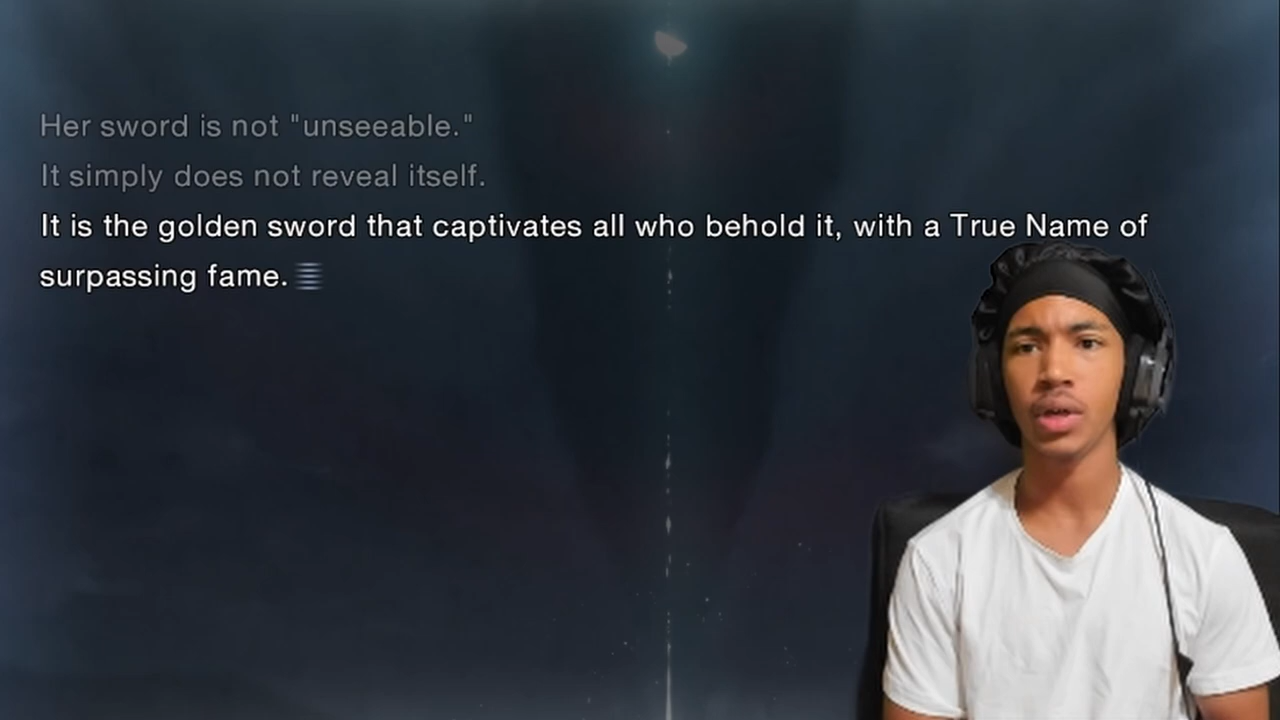 Her sword is not "unseeable."
It simply does not reveal itself.
It is the golden sword that captivates all who behold it, with a True Name of
surpassing fame.